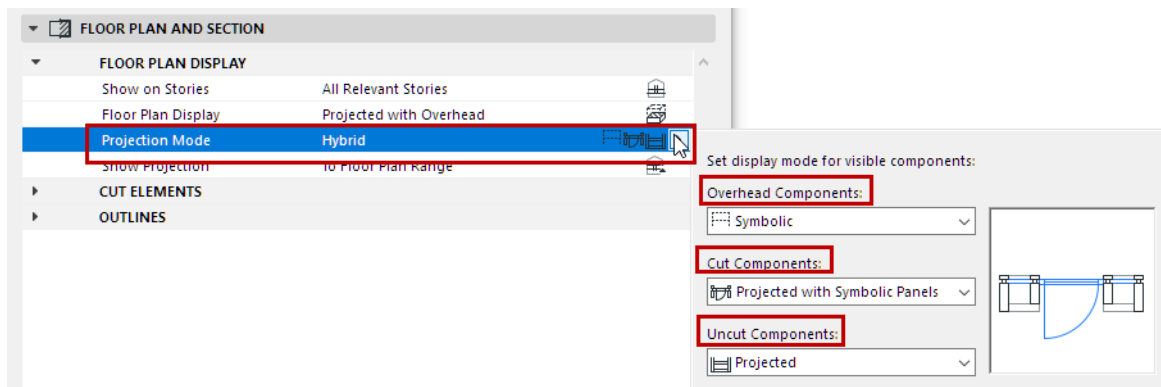 FLOOR PLAN AND SECTION
FLOOR PLAN DISPLAY
Show on Stories All Relevant Stories
Floor Plan Display Projected with Overhead
Projection Mode Hybrid
Show Projection To Floor Plan Range
CUT ELEMENTS
OUTLINES
Set display mode for visible components:
Overhead Components:
Symbolic
Cut Components:
Projected with Symbolic Panels
Uncut Components:
Projected